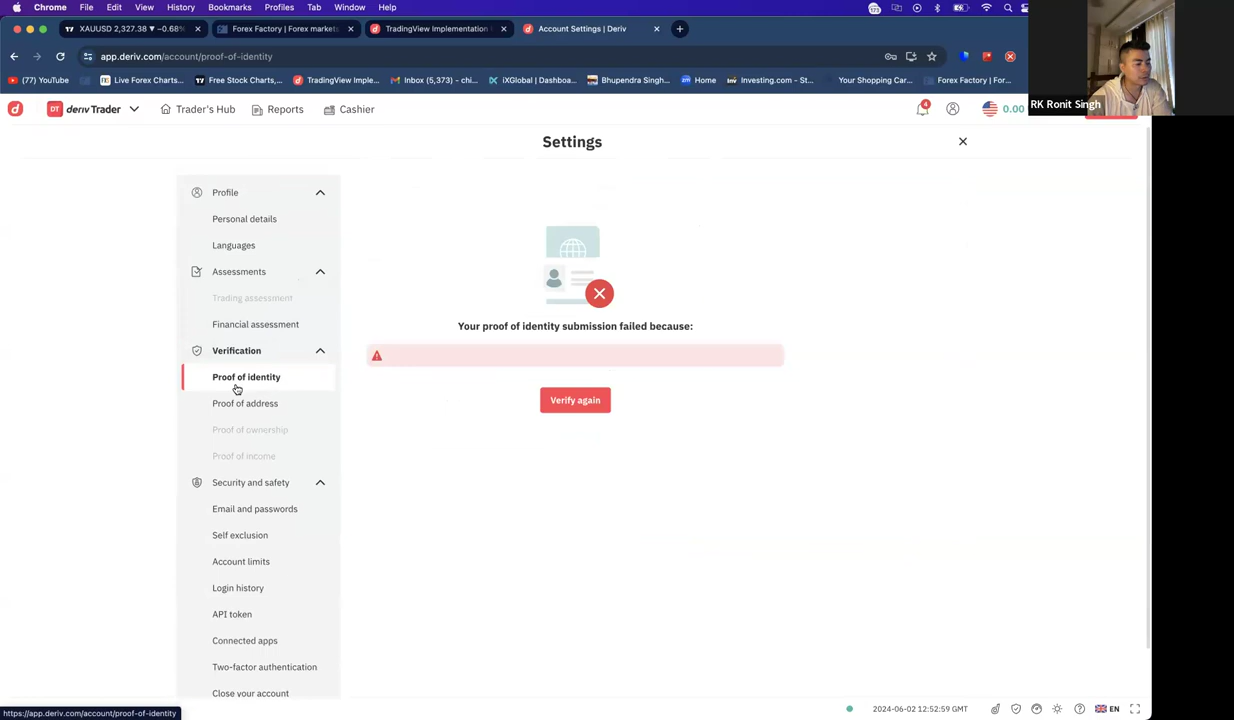 Chrome File Edit View History Bookmarks Profiles Tab Window Help
XAUUSD 2,327.38 ▼ −0.68%
Forex Factory | Forex markets
TradingView Implementation
Account Settings | Deriv
app.deriv.com/account/proof-of-identity
(77) YouTube
Live Forex Charts...
Free Stock Charts,...
TradingView Imple...
Inbox (5,373) - chi...
iXGlobal | Dashboa...
Bhupendra Singh...
Home
Investing.com - St...
Your Shopping Car...
Forex Factory | For...
RK Ronit Singh
deriv Trader
Trader's Hub
Reports
Cashier
4
0.00
Settings
Profile
Personal details
Languages
Assessments
Trading assessment
Financial assessment
Verification
Proof of identity
Proof of address
Proof of ownership
Proof of income
Security and safety
Email and passwords
Self exclusion
Account limits
Login history
API token
Connected apps
Two-factor authentication
Close your account
Your proof of identity submission failed because:
Verify again
https://app.deriv.com/account/proof-of-identity
2024-06-02 12:52:59 GMT
EN